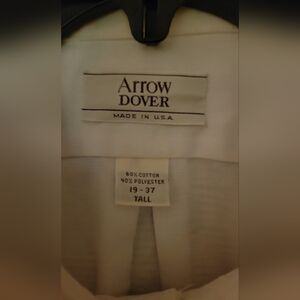 Arrow
DOVER
MADE IN U.S.A.
60% COTTON
40% POLYESTER
19 - 37
TALL